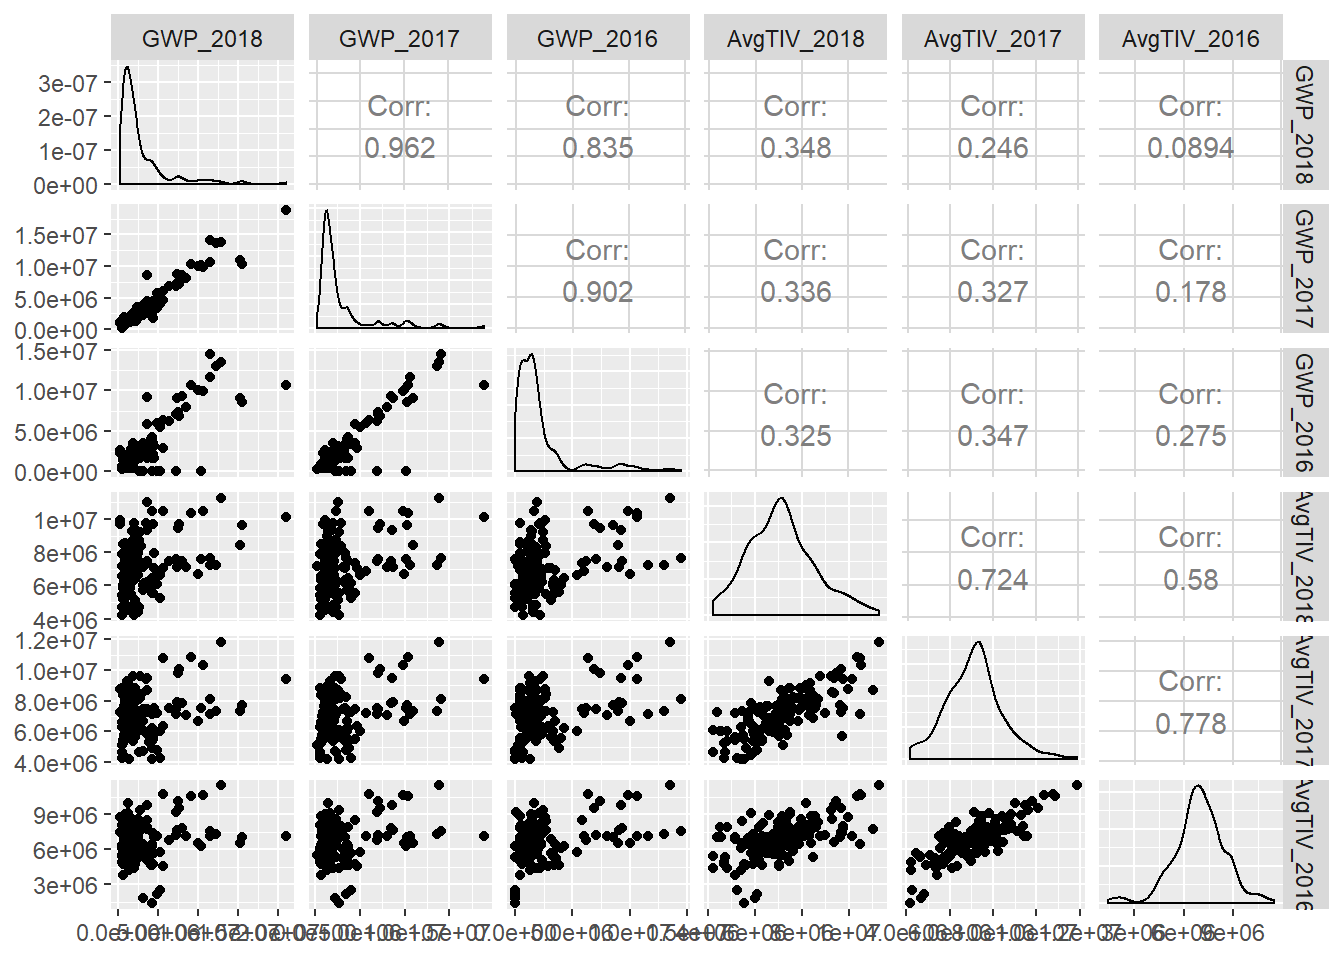 GWP_2018 GWP_2017 GWP_2016 AvgTIV_2018 AvgTIV_2017 AvgTIV_2016
3e-07
2e-07
1e-07
0e+00
Corr:
0.962
Corr:
0.835
Corr:
0.348
Corr:
0.246
Corr:
0.0894
GWP_2018
1.5e+07
1.0e+07
5.0e+06
0.0e+00
Corr:
0.902
Corr:
0.336
Corr:
0.327
Corr:
0.178
GWP_2017
1.5e+07
1.0e+07
5.0e+06
0.0e+00
Corr:
0.325
Corr:
0.347
Corr:
0.275
GWP_2016
1e+07
8e+06
6e+06
4e+06
Corr:
0.724
Corr:
0.58
AvgTIV_2018
1.2e+07
1.0e+07
8.0e+06
6.0e+06
4.0e+06
Corr:
0.778
AvgTIV_2017
9e+06
6e+06
3e+06
AvgTIV_2016